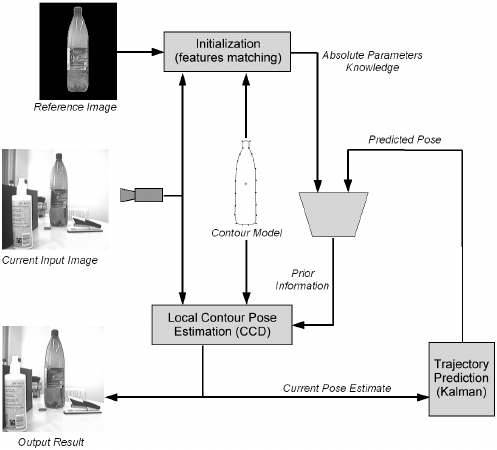 Initialization
(features matching)
Reference Image
Absolute Parameters
Knowledge
Predicted Pose
Current Input Image
Contour Model
Prior
Information
Local Contour Pose
Estimation (CCD)
Trajectory
Prediction
(Kalman)
Current Pose Estimate
Output Result